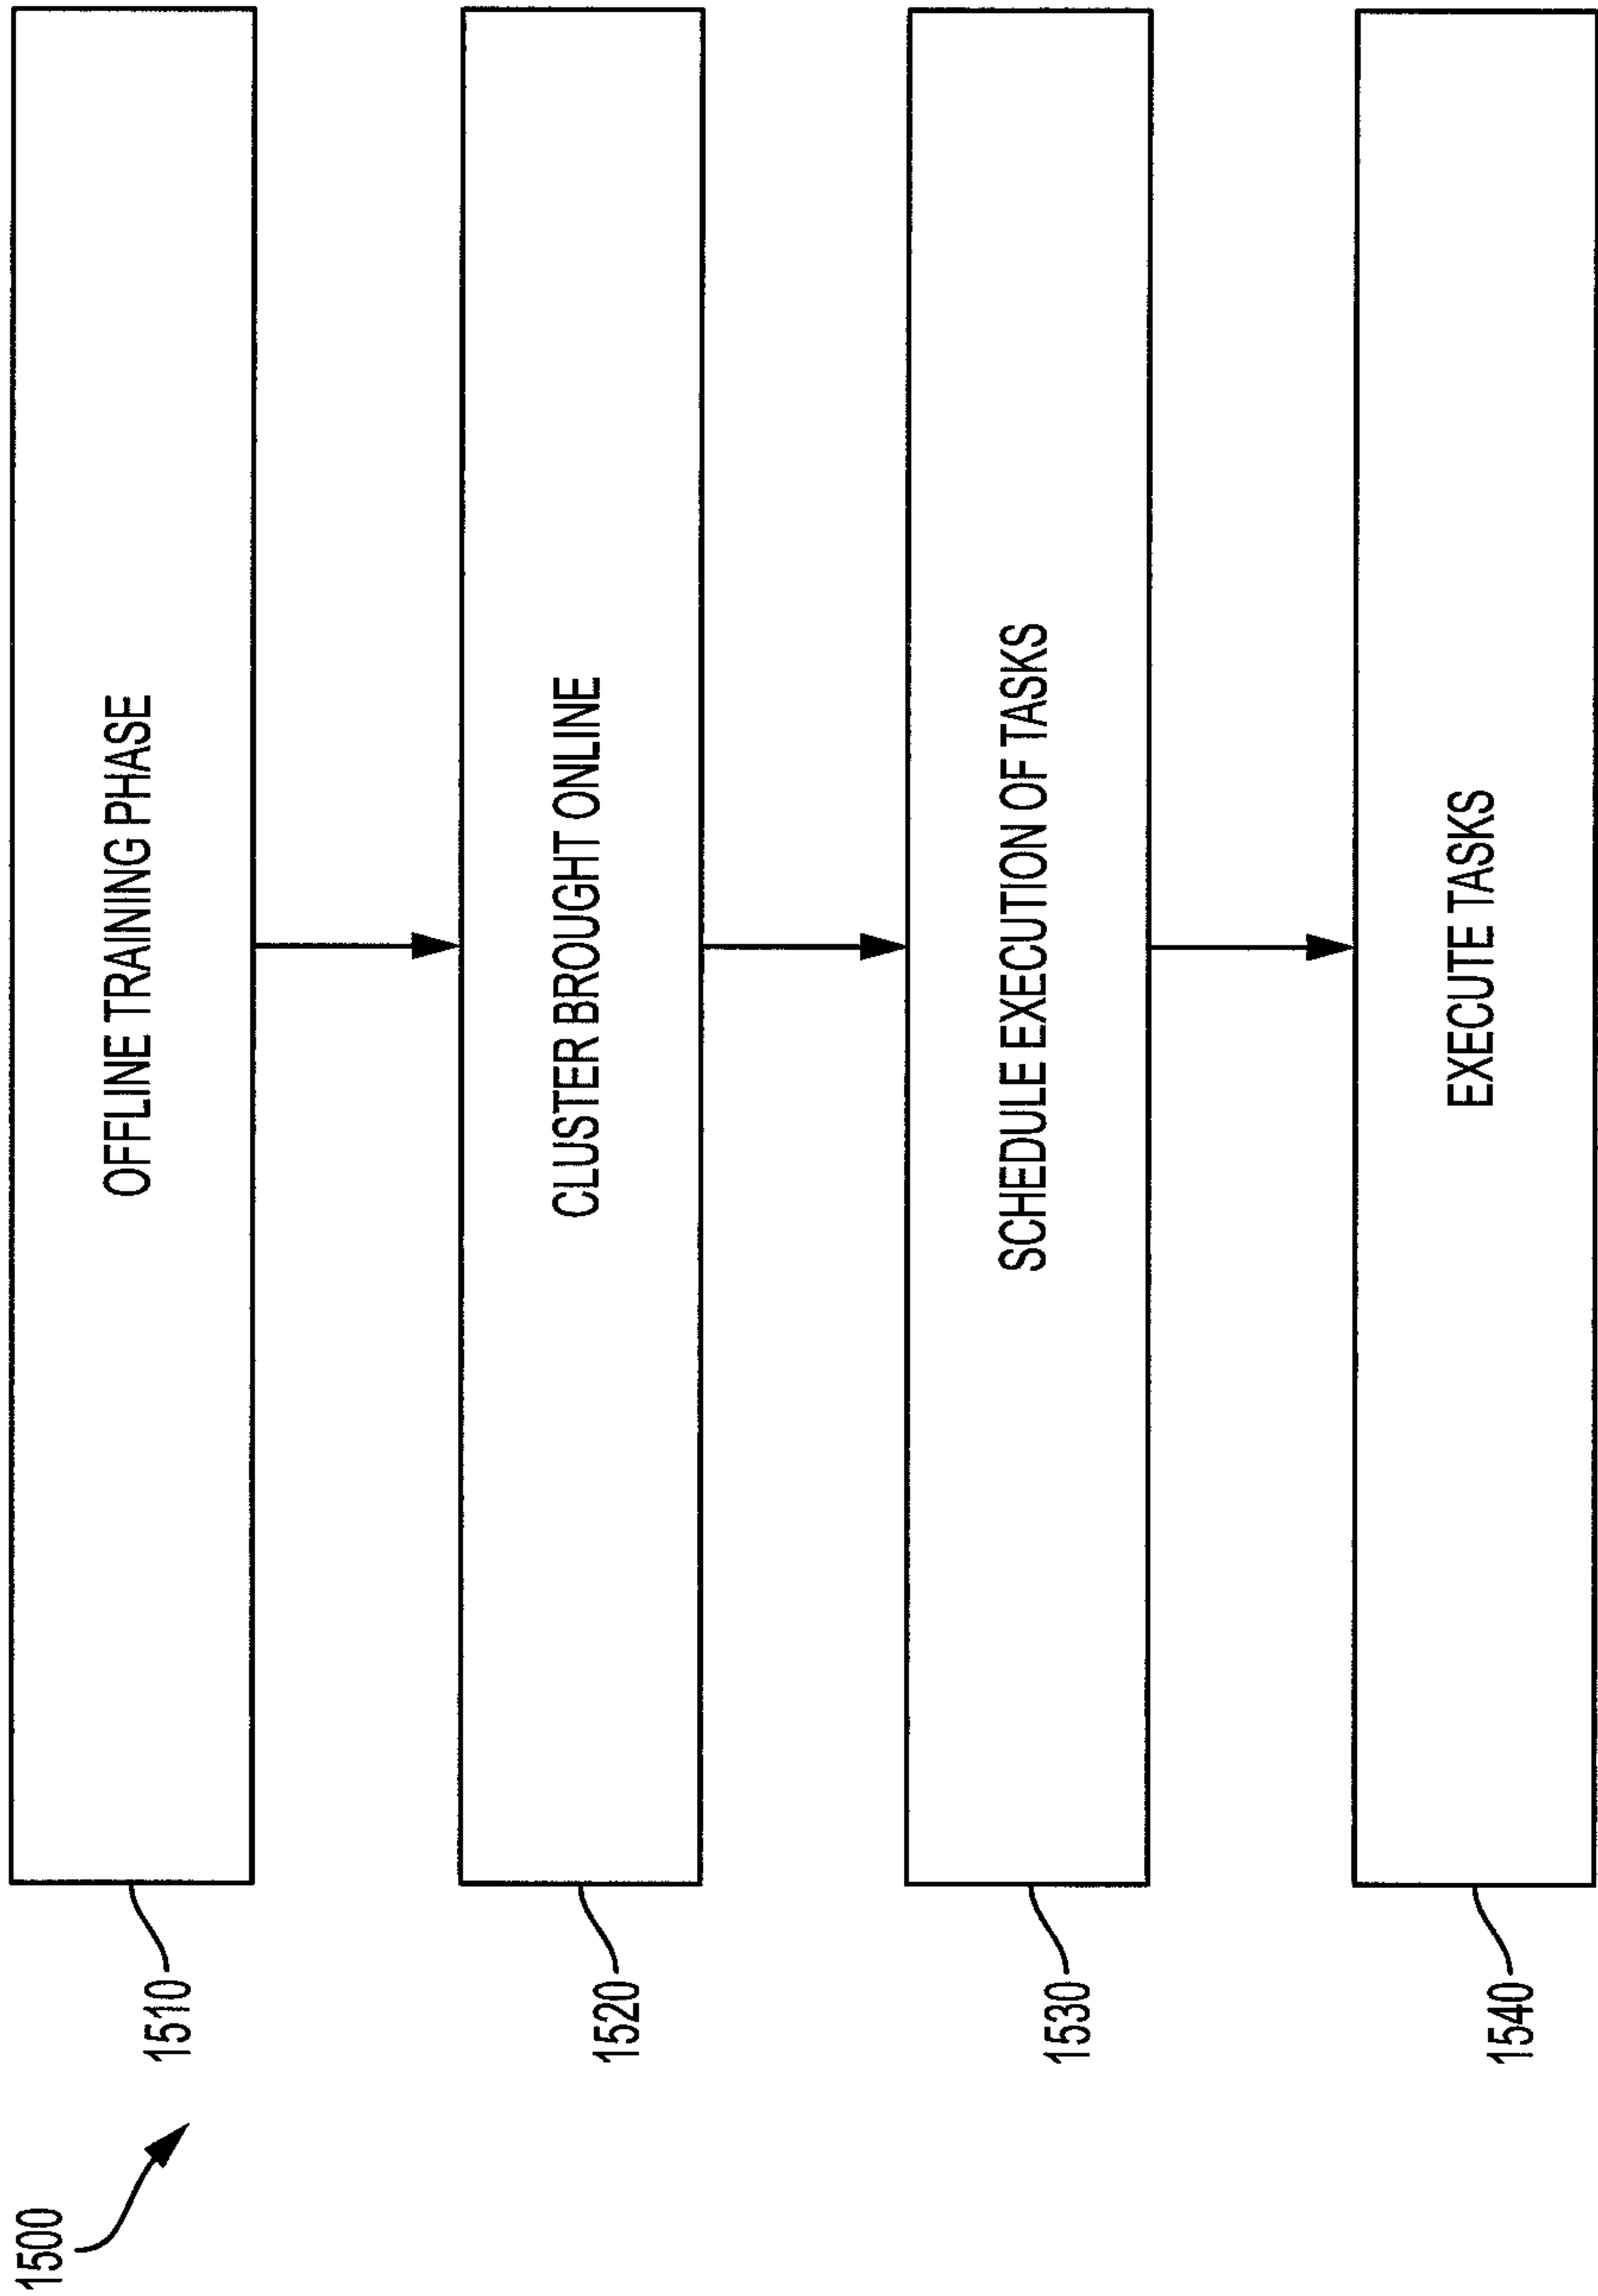 1500
1510
OFFLINE TRAINING PHASE
1520
CLUSTER BROUGHT ONLINE
1530
SCHEDULE EXECUTION OF TASKS
1540
EXECUTE TASKS